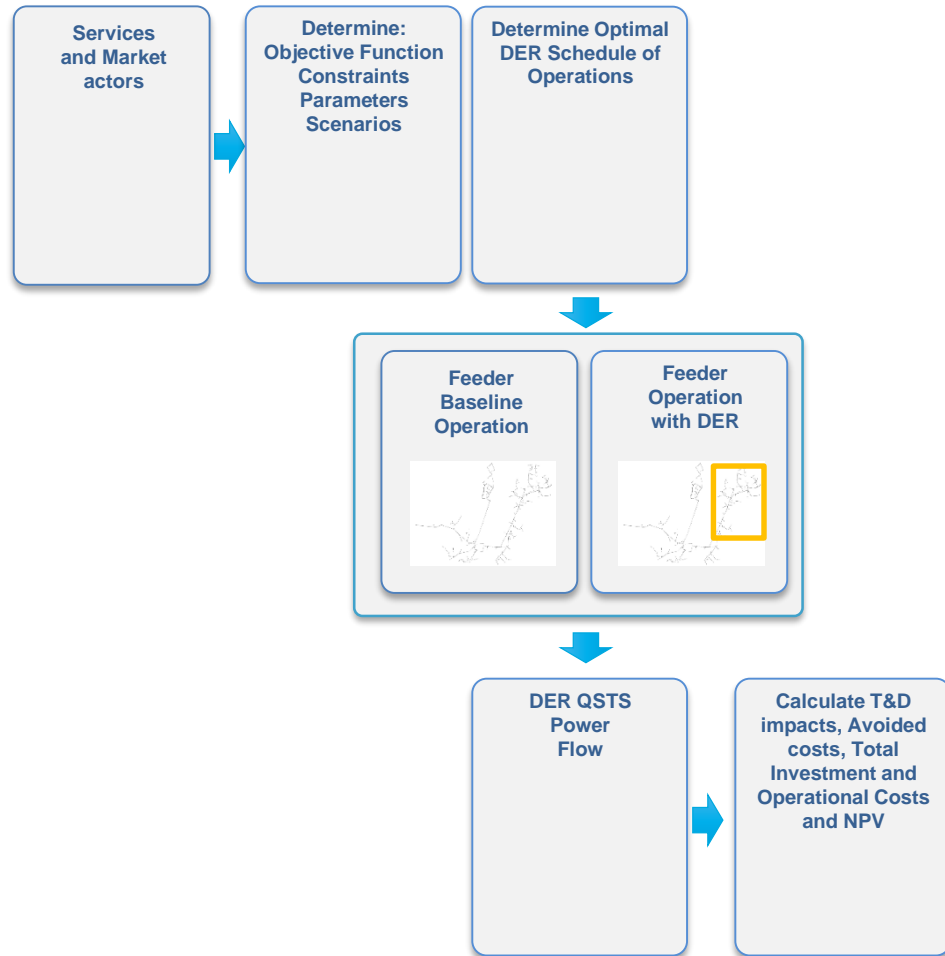 Services
and Market
actors
Determine:
Objective Function
Constraints
Parameters
Scenarios
Determine Optimal
DER Schedule of
Operations
Feeder
Baseline
Operation
Feeder
Operation
with DER
DER QSTS
Power
Flow
Calculate T&D
impacts, Avoided
costs, Total
Investment and
Operational Costs
and NPV